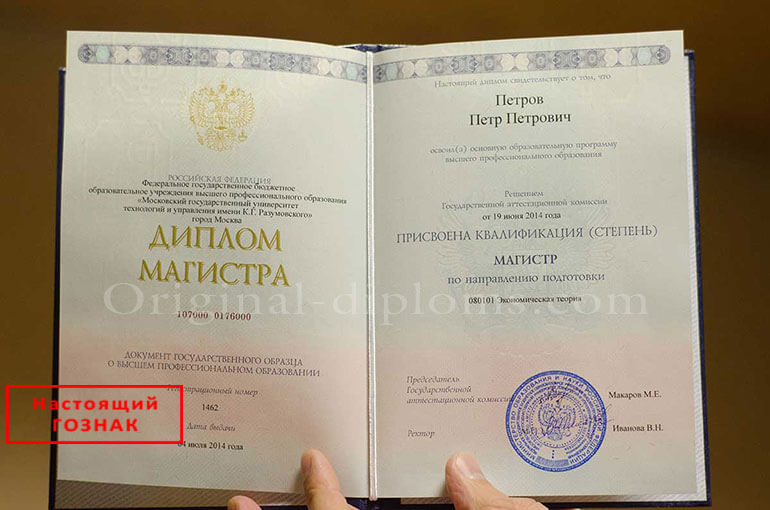 РОССИЙСКАЯ ФЕДЕРАЦИЯ
Федеральное государственное бюджетное
образовательное учреждения высшего профессионального образования
«Московский государственный университет
технологий и управления имени К.Г. Разумовского»
город Москва
ДИПЛОМ
МАГИСТРА
107000 0176000
ДОКУМЕНТ ГОСУДАРСТВЕННОГО ОБРАЗЦА
О ВЫСШЕМ ПРОФЕССИОНАЛЬНОМ ОБРАЗОВАНИИ
Регистрационный номер
1462
Дата выдачи
04 июля 2014 года
Настоящий
ГОЗНАК
Настоящий диплом свидетельствует о том, что
Петров
Петр Петрович
освоил(а) основную образовательную программу
высшего профессионального образования
Решением
Государственной аттестационной комиссии
от 19 июня 2014 года
ПРИСВОЕНА КВАЛИФИКАЦИЯ (СТЕПЕНЬ)
МАГИСТР
по направлению подготовки
080101 Экономическая теория
Original-diploms.com
Председатель
Государственной
аттестационной комиссии
Макаров М.Е.
Ректор
Иванова В.Н.